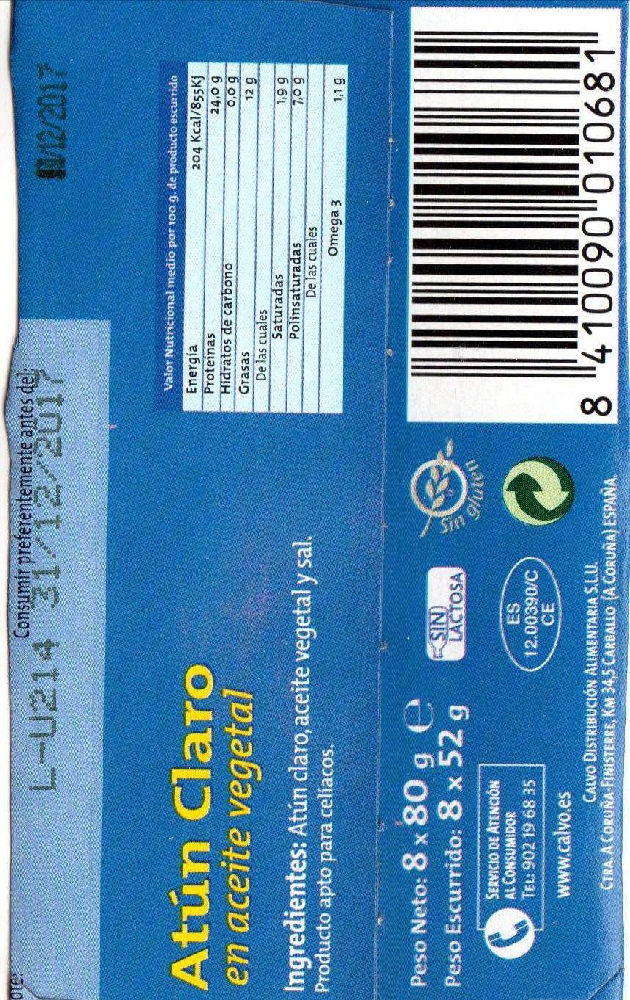 Consumir preferentemente antes del:
L-U214 31/12/2017
/12/2017
Atún Claro
en aceite vegetal
Ingredientes: Atún claro, aceite vegetal y sal.
Producto apto para celíacos.
Valor Nutricional medio por 100 g. de producto escurrido
Energía 204 Kcal/855Kj
Proteínas 24,0 g
Hidratos de carbono 0,0 g
Grasas 12 g
De las cuales
Saturadas 1,9 g
Polinsaturadas 7,0 g
De las cuales
Omega 3 1,1 g
Peso Neto: 8 x 80 g e
Peso Escurrido: 8 x 52 g
SIN
LACTOSA
Sin gluten
SERVICIO DE ATENCIÓN
AL CONSUMIDOR
TEL: 902 19 68 35
ES
12.00390/C
CE
www.calvo.es
CALVO DISTRIBUCIÓN ALIMENTARIA S.L.U.
CTRA. A CORUÑA-FINISTERRE, KM 34,5 CARBALLO (A CORUÑA) ESPAÑA.
8 410090 010681